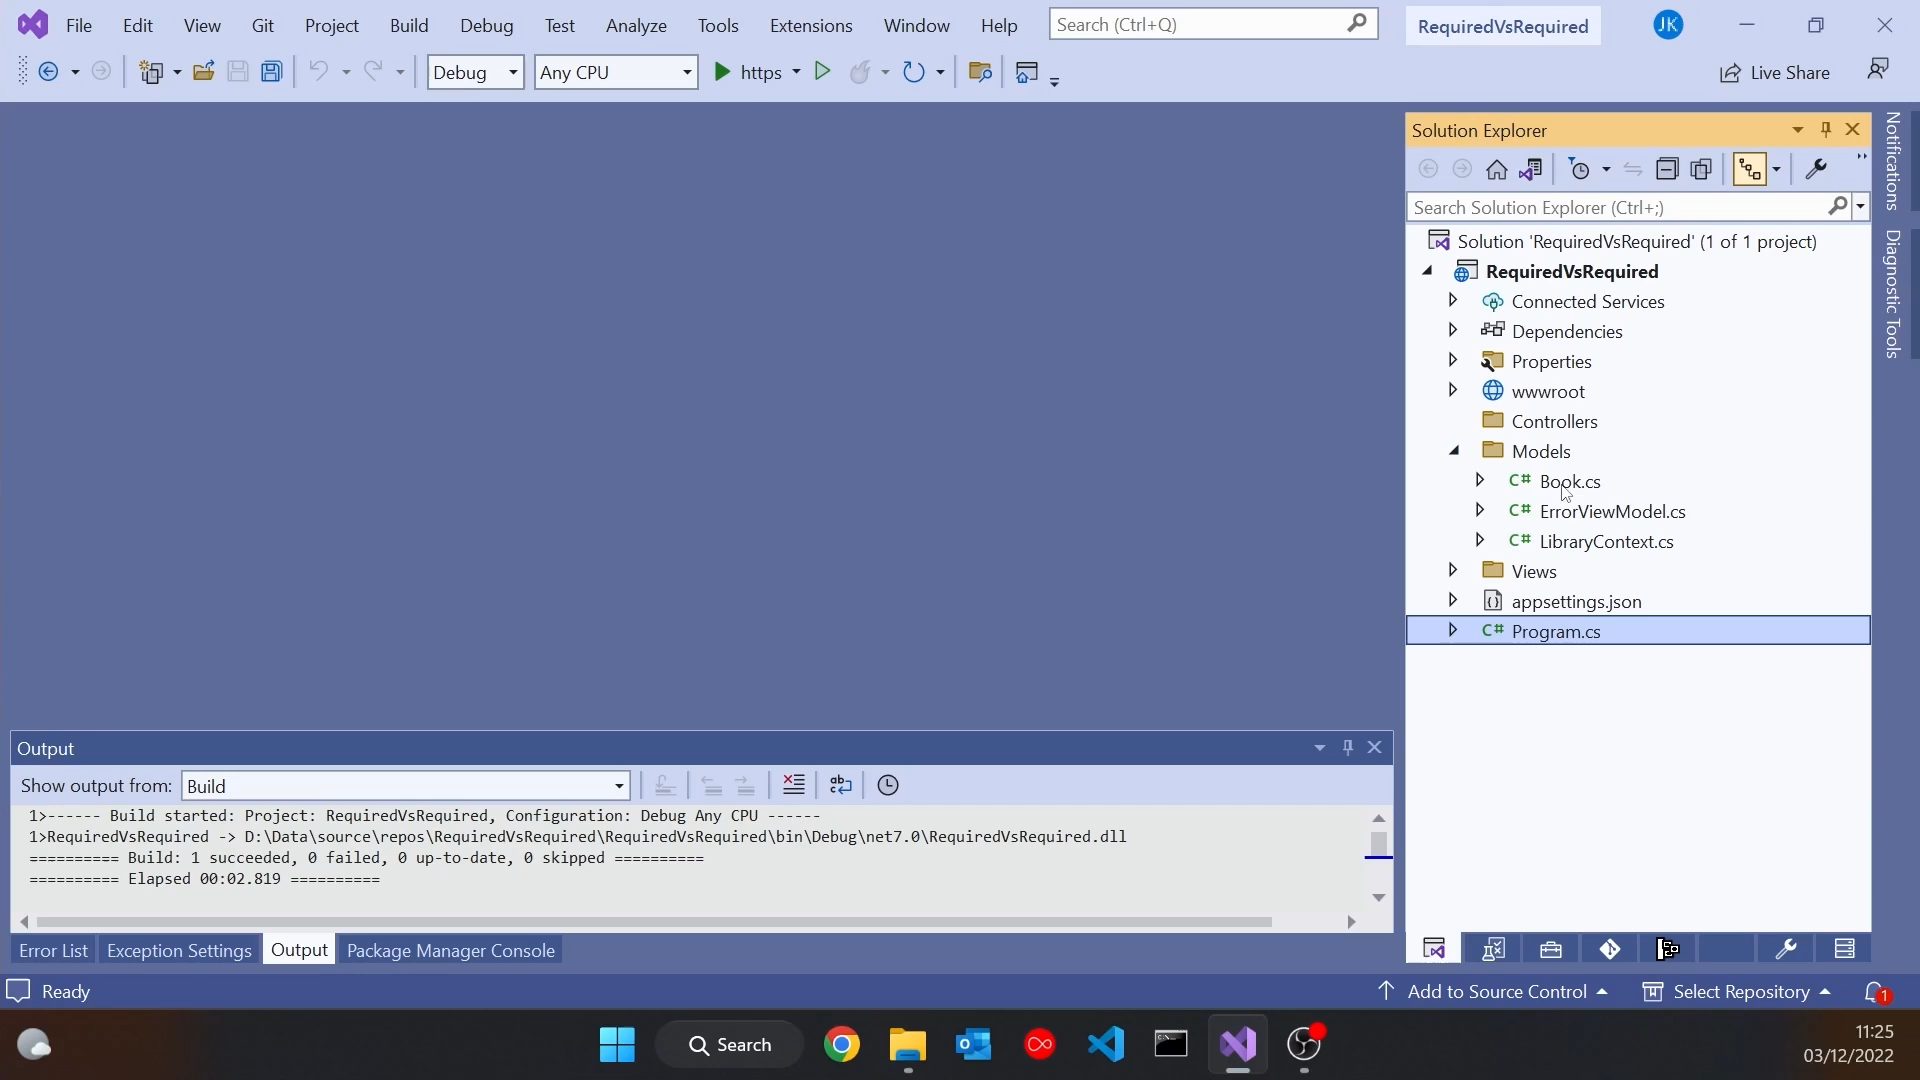 File Edit View Git Project Build Debug Test Analyze Tools Extensions Window Help Search (Ctrl+Q) RequiredVsRequired JK
Debug Any CPU https Live Share
Solution Explorer
Search Solution Explorer (Ctrl+;)
Solution 'RequiredVsRequired' (1 of 1 project)
RequiredVsRequired
Connected Services
Dependencies
Properties
wwwroot
Controllers
Models
C# Book.cs
C# ErrorViewModel.cs
C# LibraryContext.cs
Views
appsettings.json
C# Program.cs
Notifications
Diagnostic Tools
Output
Show output from: Build
1>------ Build started: Project: RequiredVsRequired, Configuration: Debug Any CPU ------
1>RequiredVsRequired -> D:\Data\source\repos\RequiredVsRequired\RequiredVsRequired\bin\Debug\net7.0\RequiredVsRequired.dll
========== Build: 1 succeeded, 0 failed, 0 up-to-date, 0 skipped ==========
========== Elapsed 00:02.819 ==========
Error List Exception Settings Output Package Manager Console
Ready Add to Source Control Select Repository 1
Search
11:25
03/12/2022